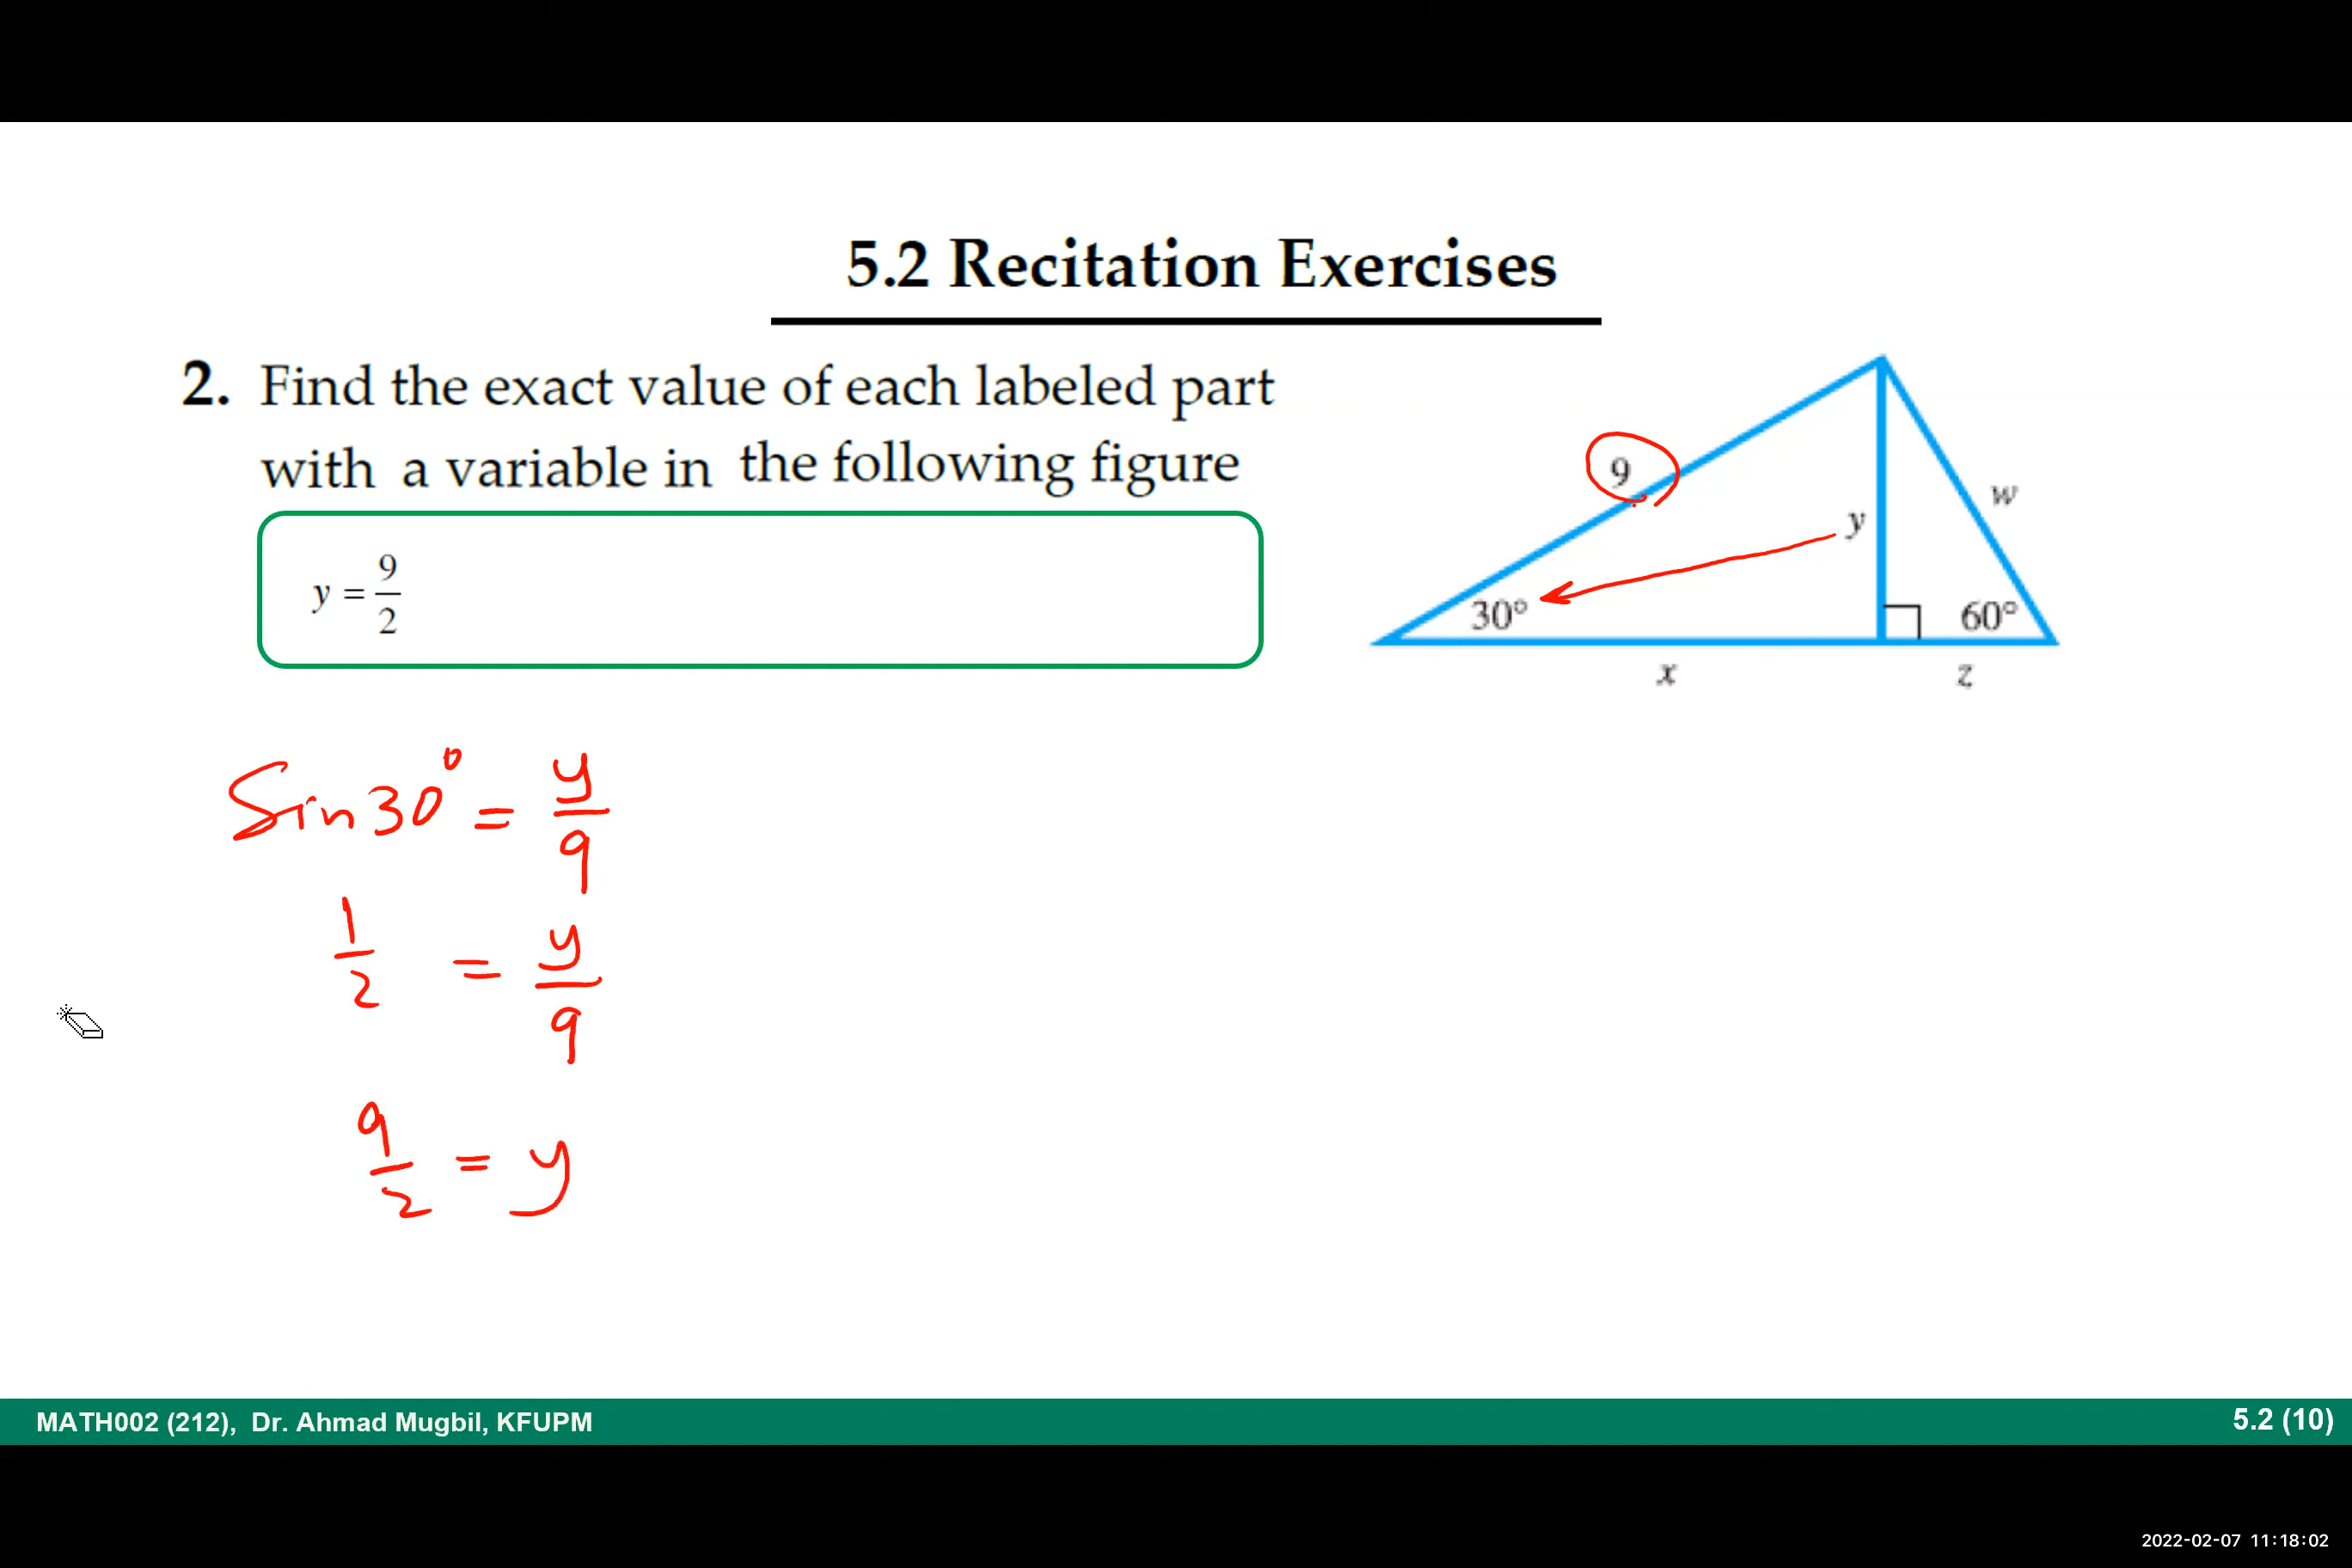 5.2 Recitation Exercises
2. Find the exact value of each labeled part
with a variable in the following figure
y = 9/2
9
w
y
30°
60°
x
z
Sin 30° = y/9
1/2 = y/9
9/2 = y
MATH002 (212), Dr. Ahmad Mugbil, KFUPM
5.2 (10)
2022-02-07 11:18:02